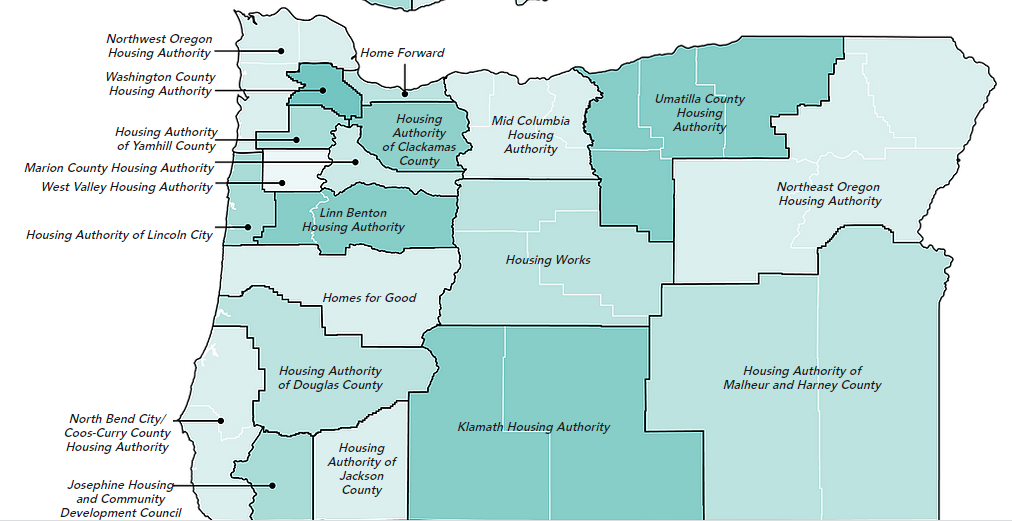 Northwest Oregon
Housing Authority
Home Forward
Washington County
Housing Authority
Housing
Authority
of Clackamas
County
Mid Columbia
Housing
Authority
Umatilla County
Housing
Authority
Housing Authority
of Yamhill County
Marion County Housing Authority
West Valley Housing Authority
Northeast Oregon
Housing Authority
Linn Benton
Housing Authority
Housing Authority of Lincoln City
Housing Works
Homes for Good
Housing Authority
of Douglas County
Housing Authority of
Malheur and Harney County
North Bend City/
Coos-Curry County
Housing Authority
Klamath Housing Authority
Housing
Authority of
Jackson
County
Josephine Housing
and Community
Development Council